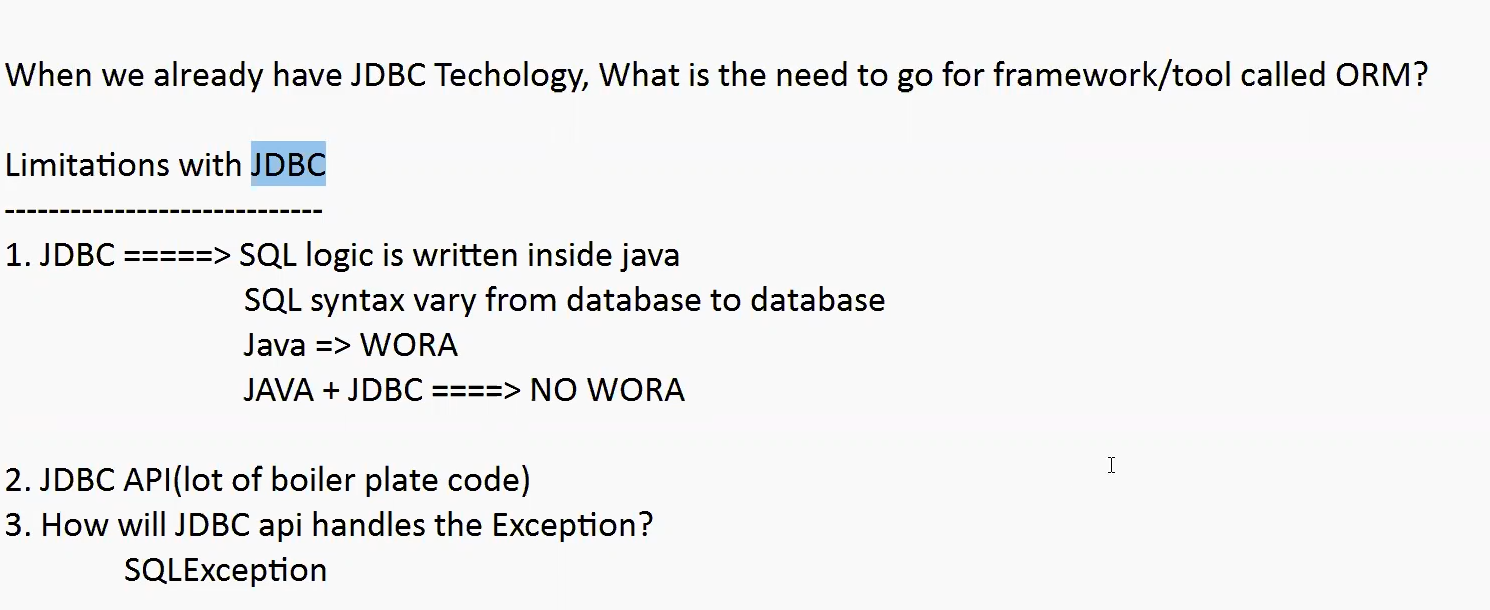 When we already have JDBC Techology, What is the need to go for framework/tool called ORM?
Limitations with JDBC
-----------------------------
1. JDBC =====> SQL logic is written inside java
SQL syntax vary from database to database
Java => WORA
JAVA + JDBC ====> NO WORA
2. JDBC API(lot of boiler plate code)
3. How will JDBC api handles the Exception?
SQLException